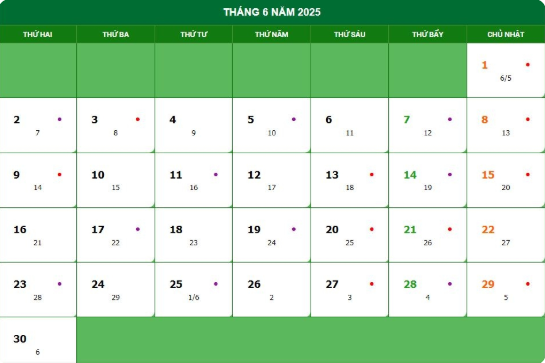 THÁNG 6 NĂM 2025
THỨ HAI THỨ BA THỨ TƯ THỨ NĂM THỨ SÁU THỨ BẨY CHỦ NHẬT
1
6/5
2 3 4 5 6 7 8
7 8 9 10 11 12 13
9 10 11 12 13 14 15
14 15 16 17 18 19 20
16 17 18 19 20 21 22
21 22 23 24 25 26 27
23 24 25 26 27 28 29
28 29 1/6 2 3 4 5
30
6